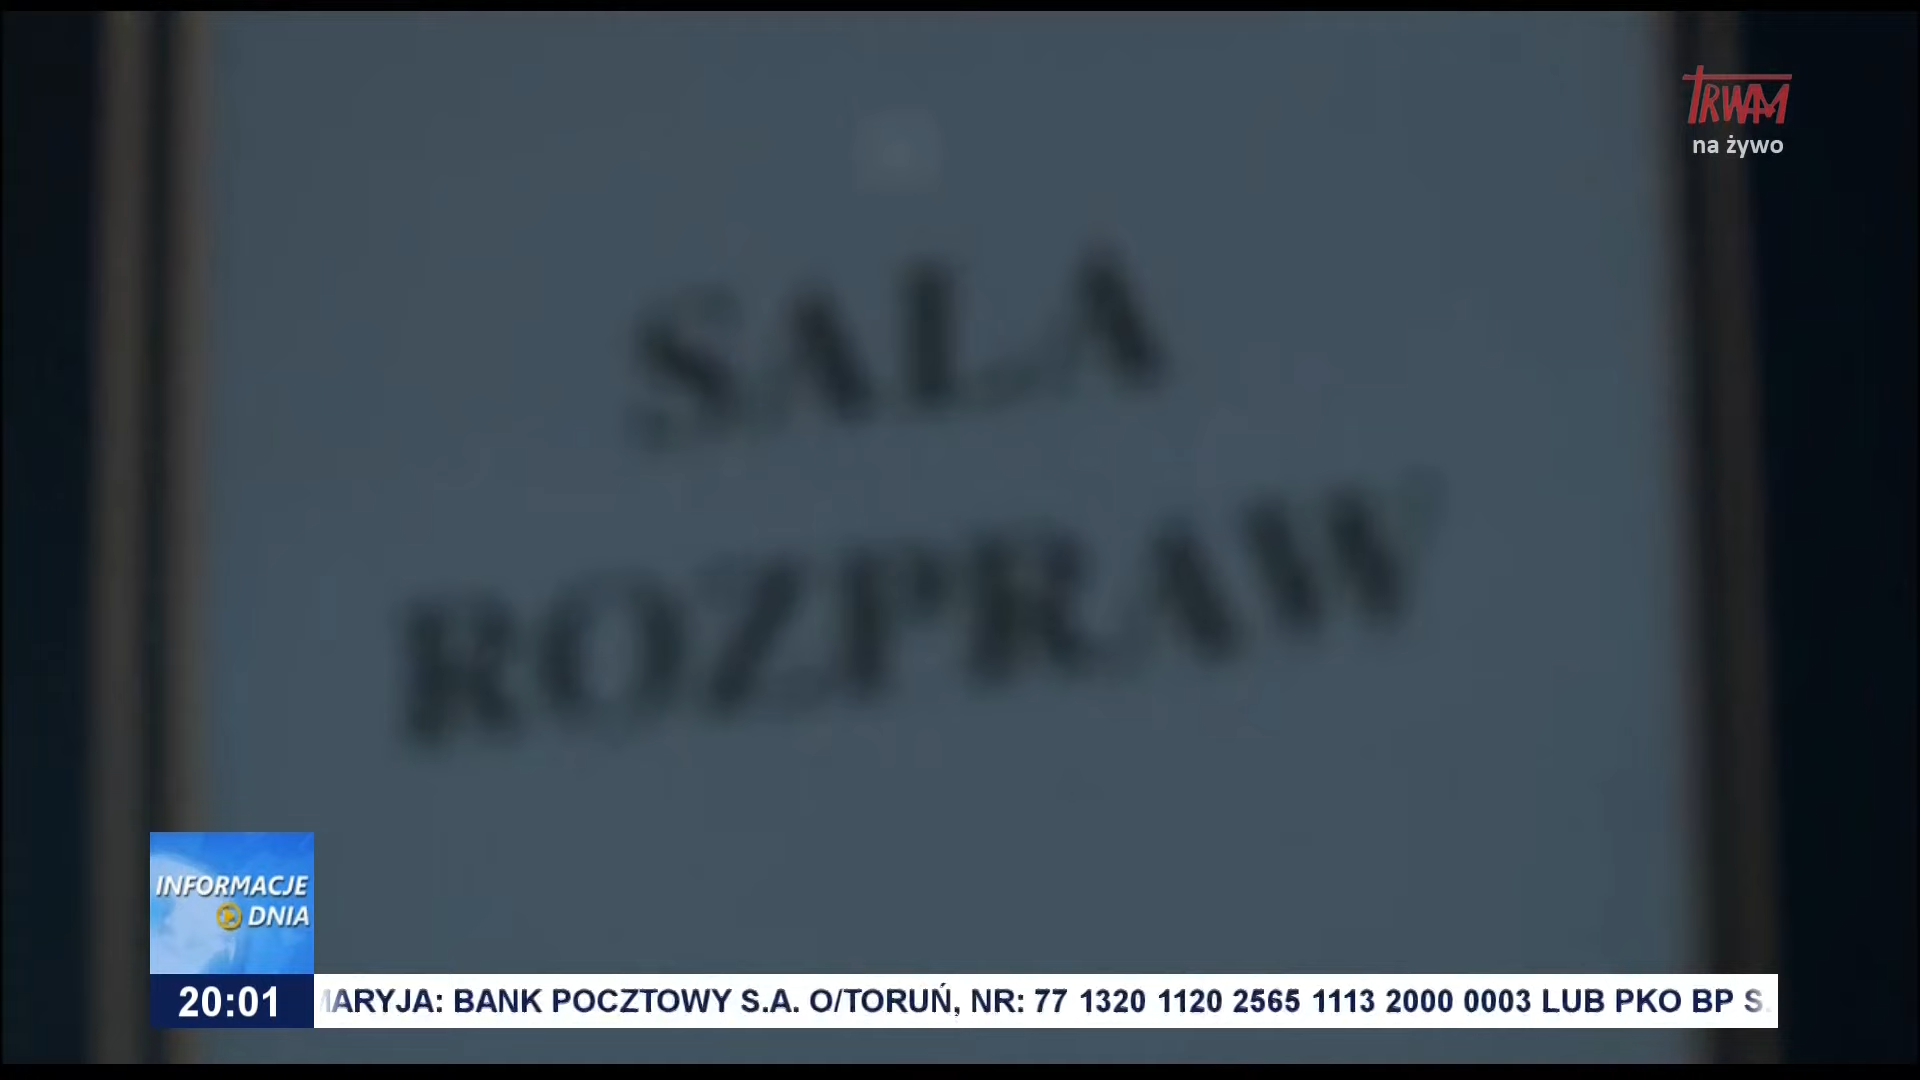 TRWAM
na żywo
SALA
ROZPRAW
INFORMACJE
DNIA
20:01
MARYJA: BANK POCZTOWY S.A. O/TORUŃ, NR: 77 1320 1120 2565 1113 2000 0003 LUB PKO BP S.